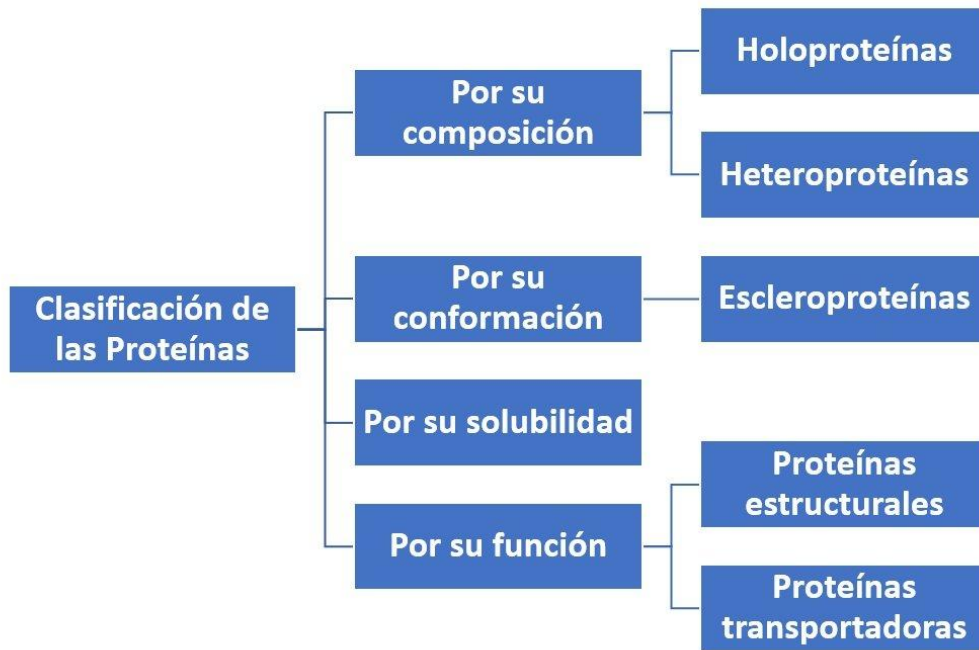 Clasificación de
las Proteínas
Por su
composición
Holoproteínas
Heteroproteínas
Por su
conformación
Escleroproteínas
Por su solubilidad
Por su función
Proteínas
estructurales
Proteínas
transportadoras